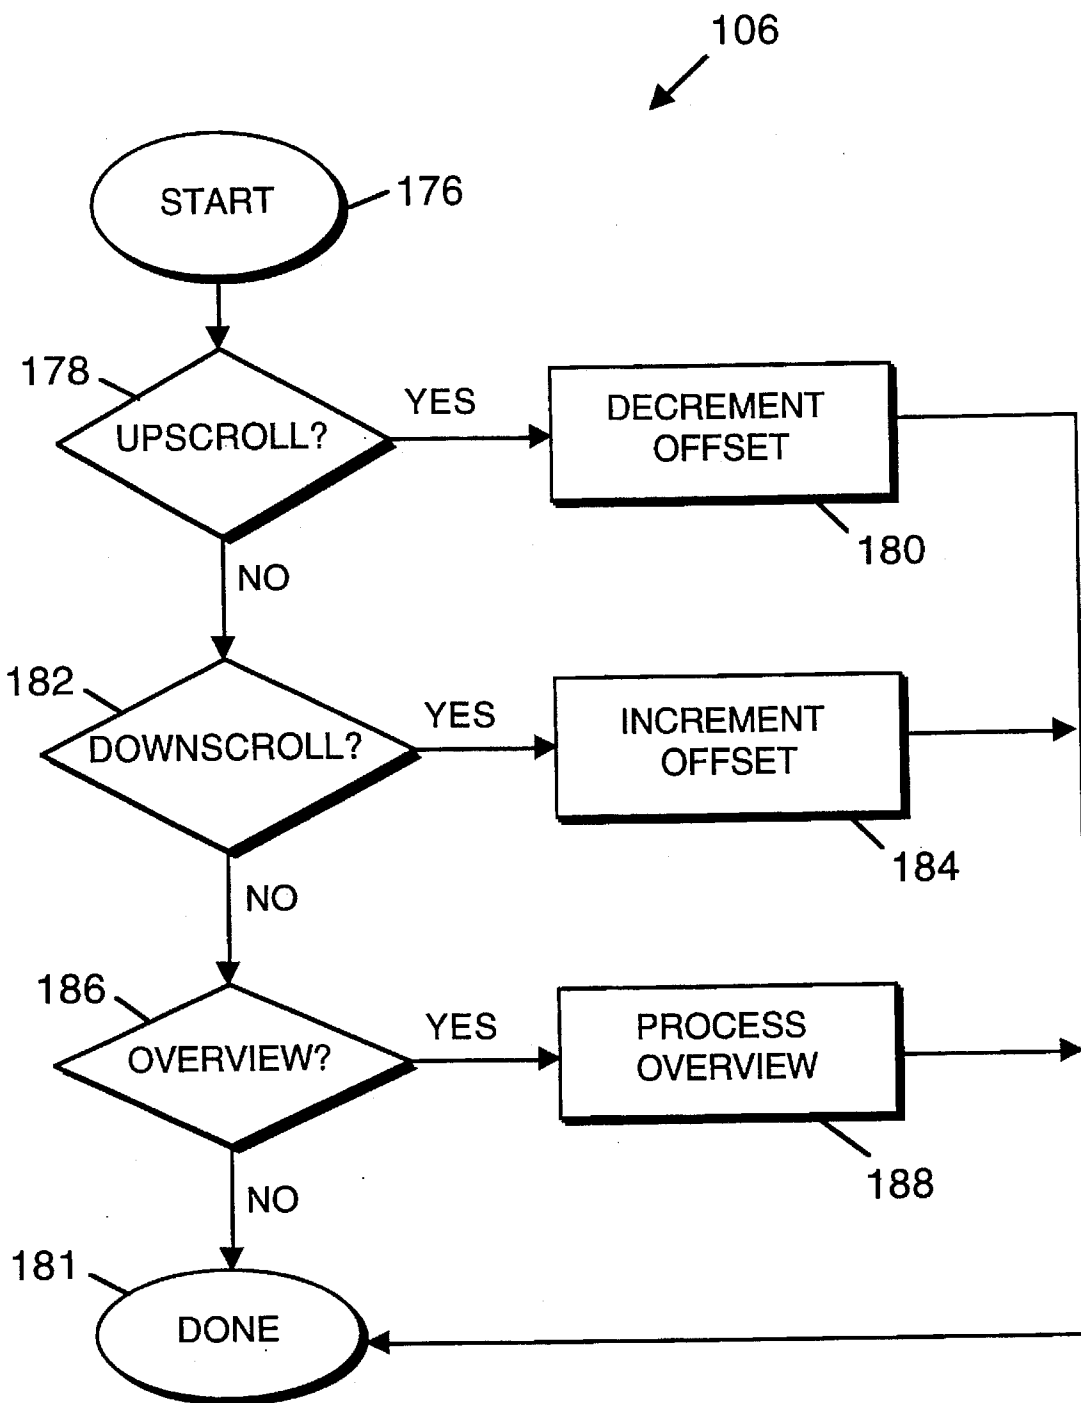 106
START
176
178
UPSCROLL?
YES
DECREMENT
OFFSET
180
NO
182
DOWNSCROLL?
YES
INCREMENT
OFFSET
184
NO
186
OVERVIEW?
YES
PROCESS
OVERVIEW
188
NO
181
DONE